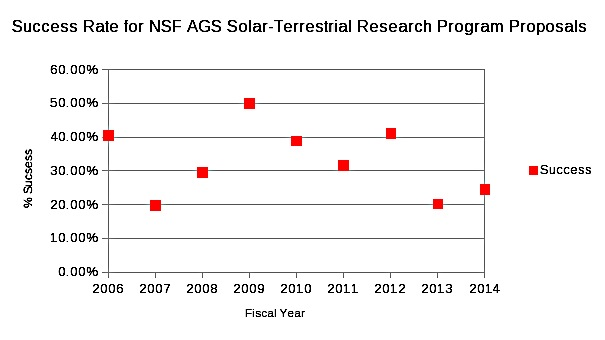 Success Rate for NSF AGS Solar-Terrestrial Research Program Proposals
60.00%
50.00%
40.00%
30.00%
20.00%
10.00%
0.00%
% Sucsess
2006 2007 2008 2009 2010 2011 2012 2013 2014
Fiscal Year
Success